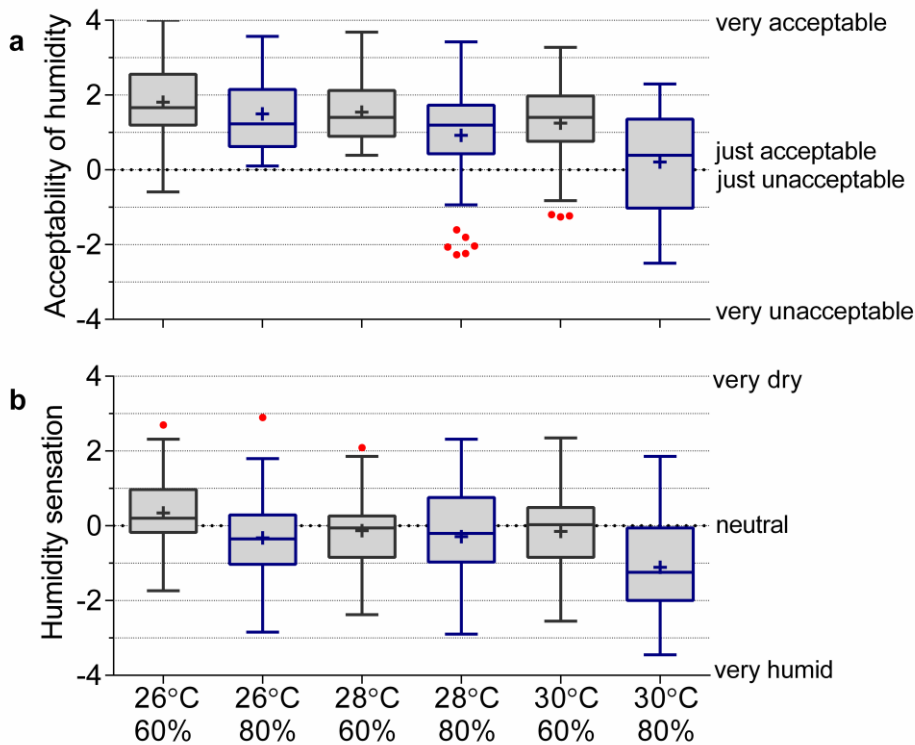 a
Acceptability of humidity
4
2
0
-2
-4
very acceptable
just acceptable
just unacceptable
very unacceptable
b
Humidity sensation
4
2
0
-2
-4
very dry
neutral
very humid
26°C 26°C 28°C 28°C 30°C 30°C
60% 80% 60% 80% 60% 80%